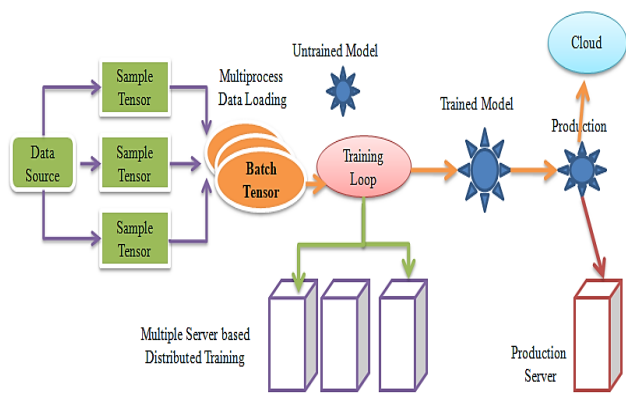 Data
Source
Sample
Tensor
Sample
Tensor
Sample
Tensor
Multiprocess
Data Loading
Batch
Tensor
Untrained Model
Training
Loop
Multiple Server based
Distributed Training
Trained Model
Production
Cloud
Production
Server